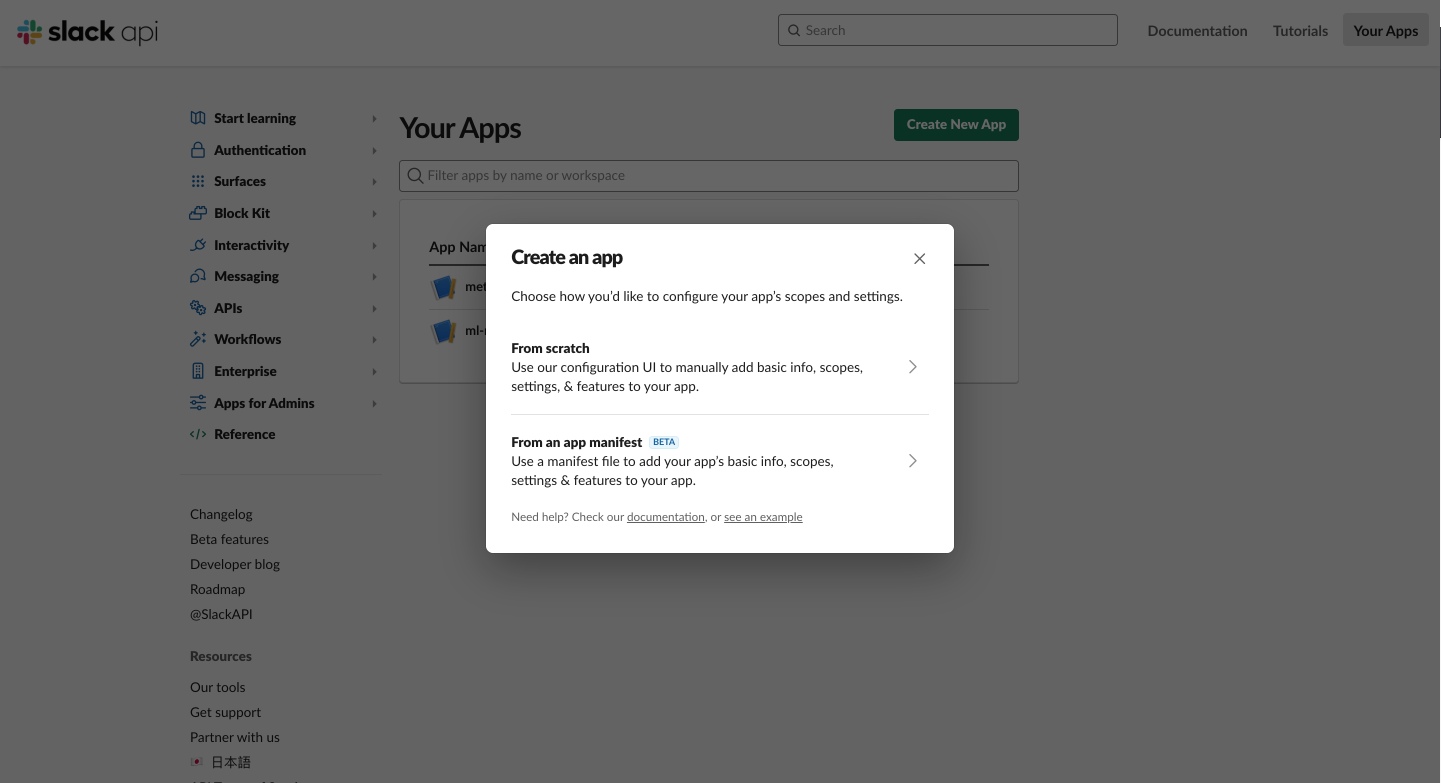 slack api
Search
Documentation
Tutorials
Your Apps
Start learning
Authentication
Surfaces
Block Kit
Interactivity
Messaging
APIs
Workflows
Enterprise
Apps for Admins
Reference
Changelog
Beta features
Developer blog
Roadmap
@SlackAPI
Resources
Our tools
Get support
Partner with us
日本語
Your Apps
Create New App
Filter apps by name or workspace
App Nam
met
ml-
Create an app
Choose how you’d like to configure your app’s scopes and settings.
From scratch
Use our configuration UI to manually add basic info, scopes,
settings, & features to your app.
From an app manifest BETA
Use a manifest file to add your app’s basic info, scopes,
settings & features to your app.
Need help? Check our documentation, or see an example